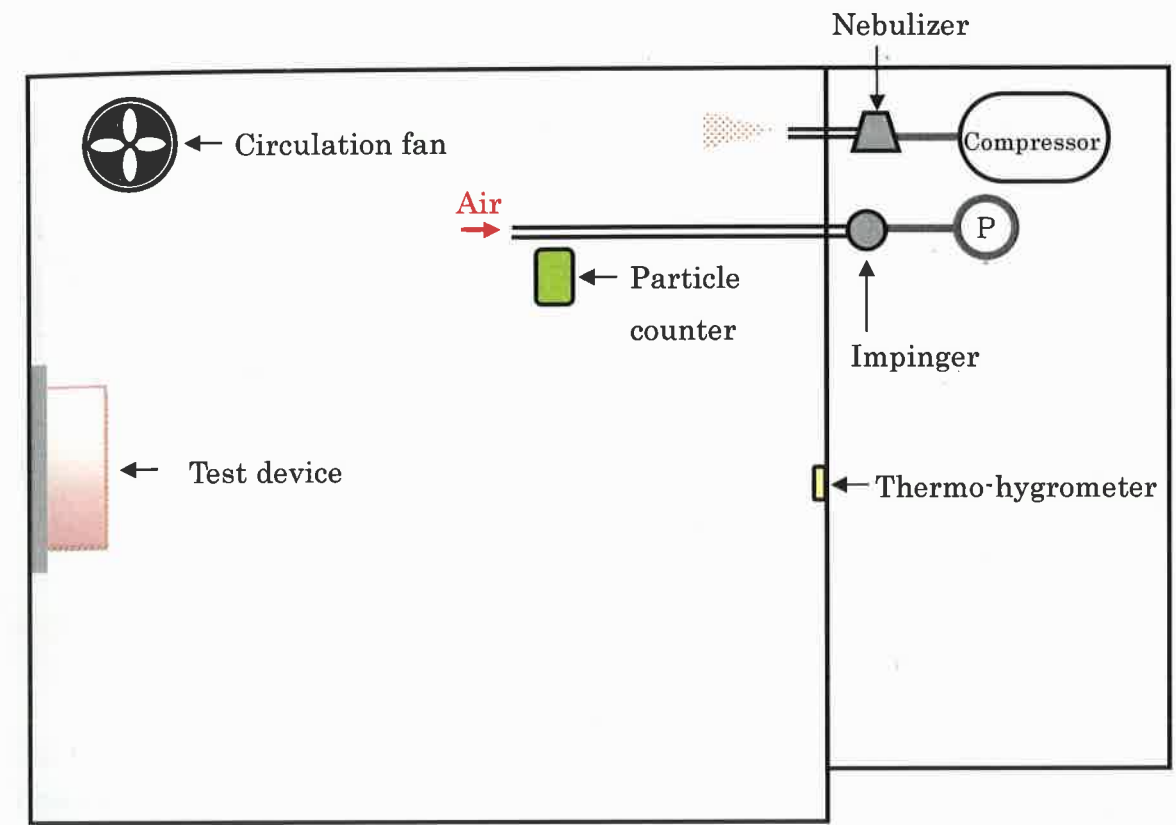 Nebulizer
Circulation fan
Compressor
Air
P
Particle
counter
Impinger
Test device
Thermo-hygrometer